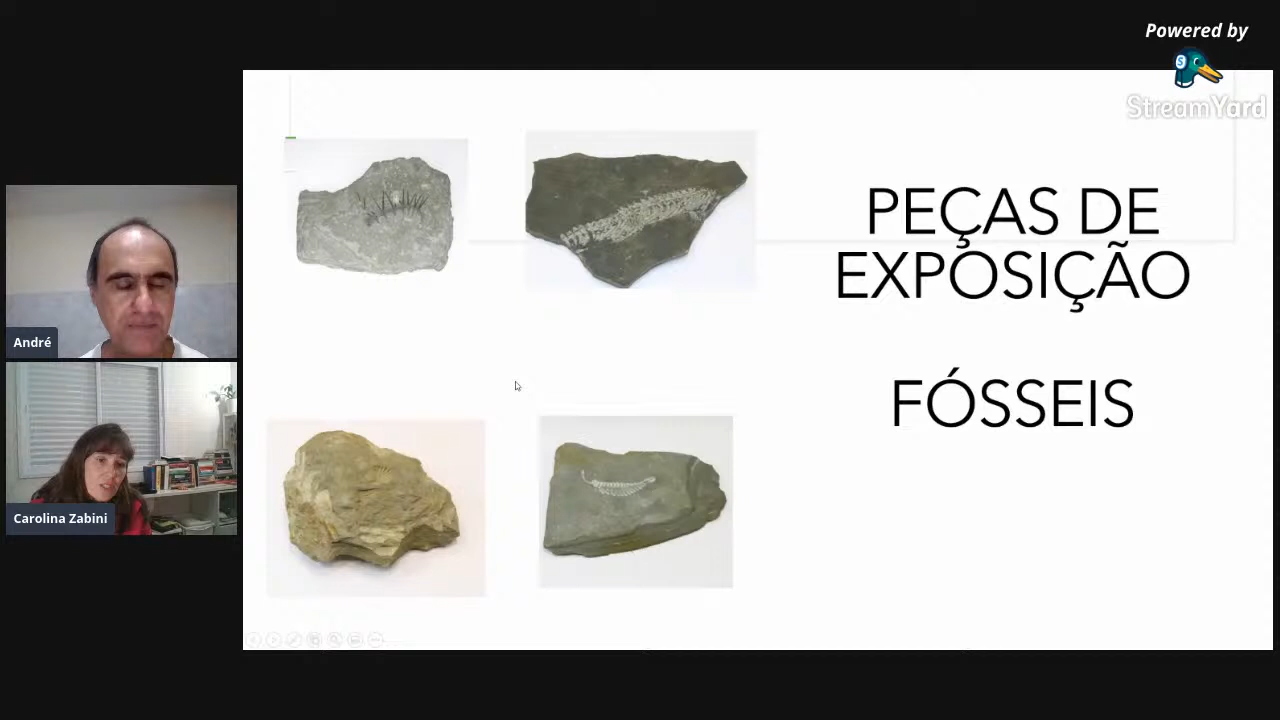 Powered by
StreamYard
PEÇAS DE
EXPOSIÇÃO
FÓSSEIS
André
Carolina Zabini